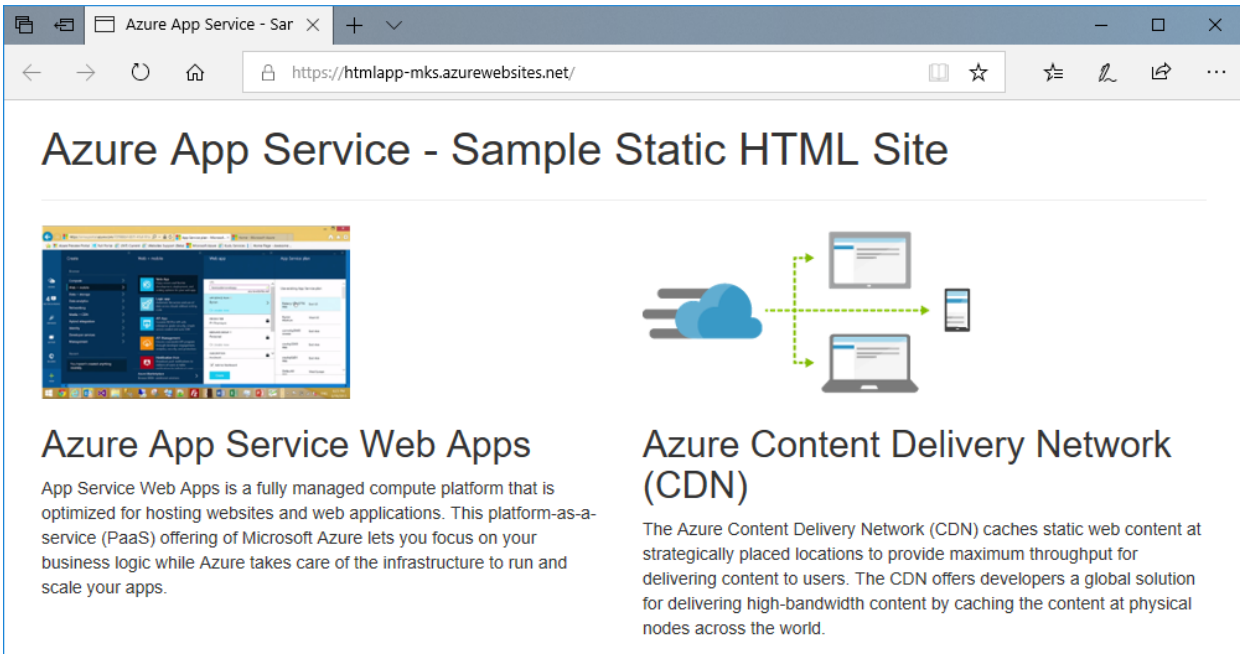 Azure App Service - Sar
https://htmlapp-mks.azurewebsites.net/
Azure App Service - Sample Static HTML Site
Azure App Service Web Apps
App Service Web Apps is a fully managed compute platform that is
optimized for hosting websites and web applications. This platform-as-a-
service (PaaS) offering of Microsoft Azure lets you focus on your
business logic while Azure takes care of the infrastructure to run and
scale your apps.
Azure Content Delivery Network
(CDN)
The Azure Content Delivery Network (CDN) caches static web content at
strategically placed locations to provide maximum throughput for
delivering content to users. The CDN offers developers a global solution
for delivering high-bandwidth content by caching the content at physical
nodes across the world.